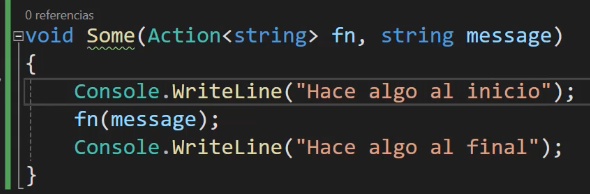 0 referencias
void Some(Action<string> fn, string message)
{
Console.WriteLine("Hace algo al inicio");
fn(message);
Console.WriteLine("Hace algo al final");
}